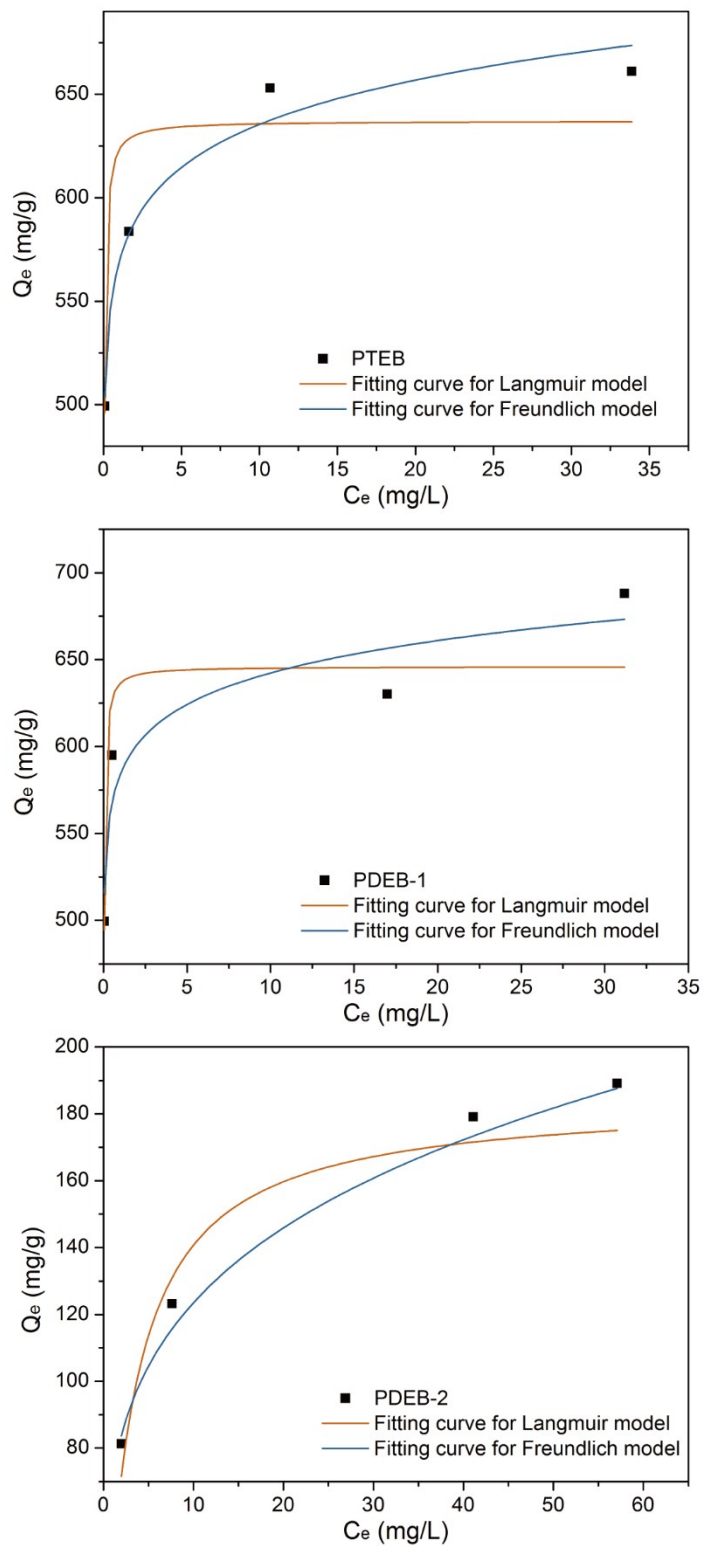 650
600
550
500
Qe (mg/g)
PTEB
Fitting curve for Langmuir model
Fitting curve for Freundlich model
0 5 10 15 20 25 30 35
Ce (mg/L)
700
650
600
550
500
Qe (mg/g)
PDEB-1
Fitting curve for Langmuir model
Fitting curve for Freundlich model
0 5 10 15 20 25 30 35
Ce (mg/L)
200
180
160
140
120
100
80
Qe (mg/g)
PDEB-2
Fitting curve for Langmuir model
Fitting curve for Freundlich model
0 10 20 30 40 50 60
Ce (mg/L)